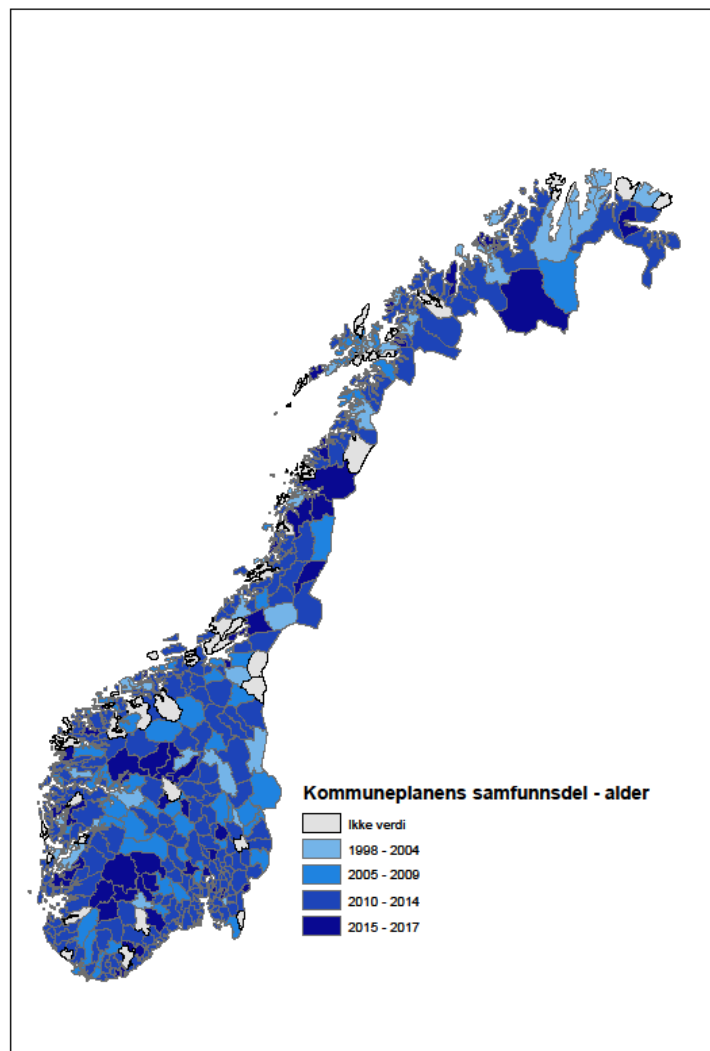 Kommuneplanens samfunnsdel - alder
Ikke verdi
1998 - 2004
2005 - 2009
2010 - 2014
2015 - 2017